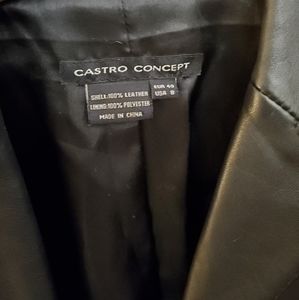 CASTRO CONCEPT
SHELL:100% LEATHER
LINING:100% POLYESTER
MADE IN CHINA
EUR 40
USA 8